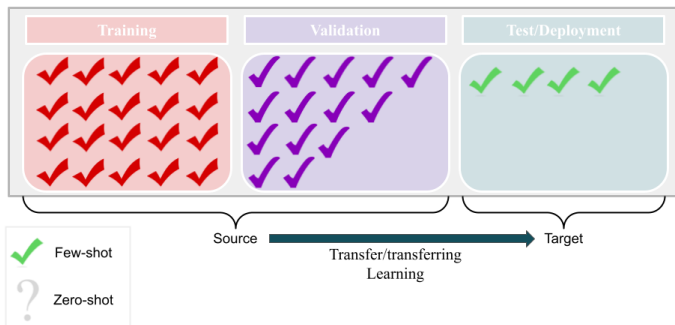 Training
Validation
Test/Deployment
Source
Target
Transfer/transferring
Learning
Few-shot
?
Zero-shot